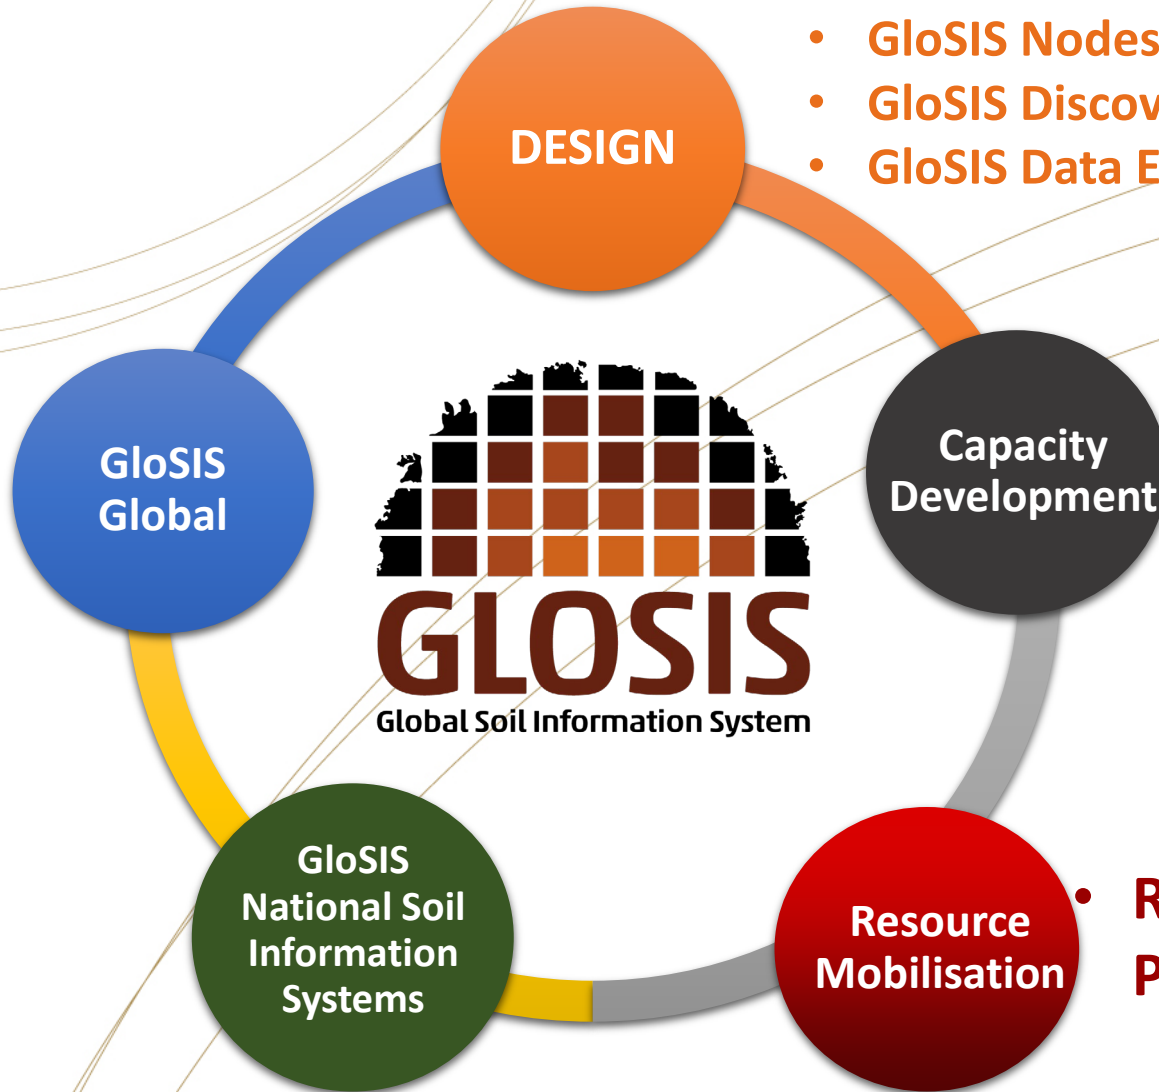 • GloSIS Nodes
• GloSIS Discov
• GloSIS Data E
DESIGN
GloSIS
Global
Capacity
Development
GLOSIS
Global Soil Information System
GloSIS
National Soil
Information
Systems
Resource
Mobilisation
• R
P